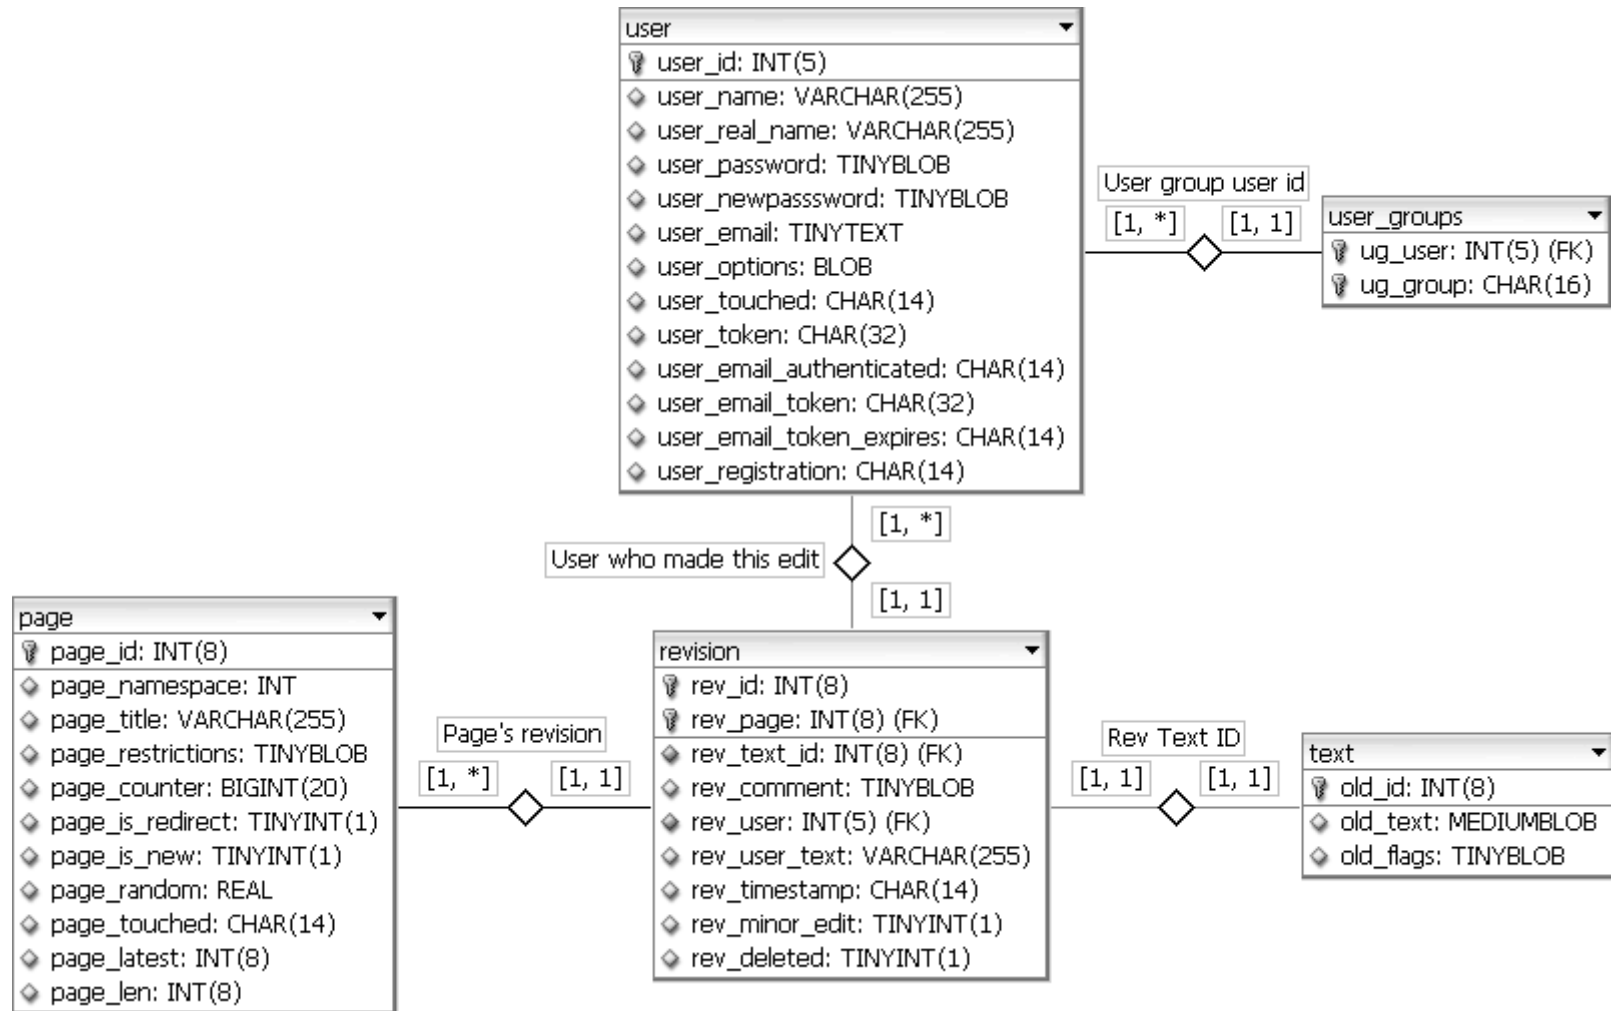 user
user_id: INT(5)
user_name: VARCHAR(255)
user_real_name: VARCHAR(255)
user_password: TINYBLOB
user_newpasssword: TINYBLOB
user_email: TINYTEXT
user_options: BLOB
user_touched: CHAR(14)
user_token: CHAR(32)
user_email_authenticated: CHAR(14)
user_email_token: CHAR(32)
user_email_token_expires: CHAR(14)
user_registration: CHAR(14)
User group user id
[1, *] [1, 1]
user_groups
ug_user: INT(5) (FK)
ug_group: CHAR(16)
[1, *]
User who made this edit
[1, 1]
page
page_id: INT(8)
page_namespace: INT
page_title: VARCHAR(255)
page_restrictions: TINYBLOB
page_counter: BIGINT(20)
page_is_redirect: TINYINT(1)
page_is_new: TINYINT(1)
page_random: REAL
page_touched: CHAR(14)
page_latest: INT(8)
page_len: INT(8)
Page's revision
[1, *] [1, 1]
revision
rev_id: INT(8)
rev_page: INT(8) (FK)
rev_text_id: INT(8) (FK)
rev_comment: TINYBLOB
rev_user: INT(5) (FK)
rev_user_text: VARCHAR(255)
rev_timestamp: CHAR(14)
rev_minor_edit: TINYINT(1)
rev_deleted: TINYINT(1)
Rev Text ID
[1, 1] [1, 1]
text
old_id: INT(8)
old_text: MEDIUMBLOB
old_flags: TINYBLOB